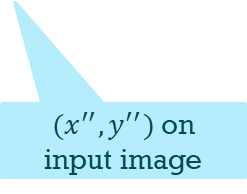 (x′′, y′′) on
input image